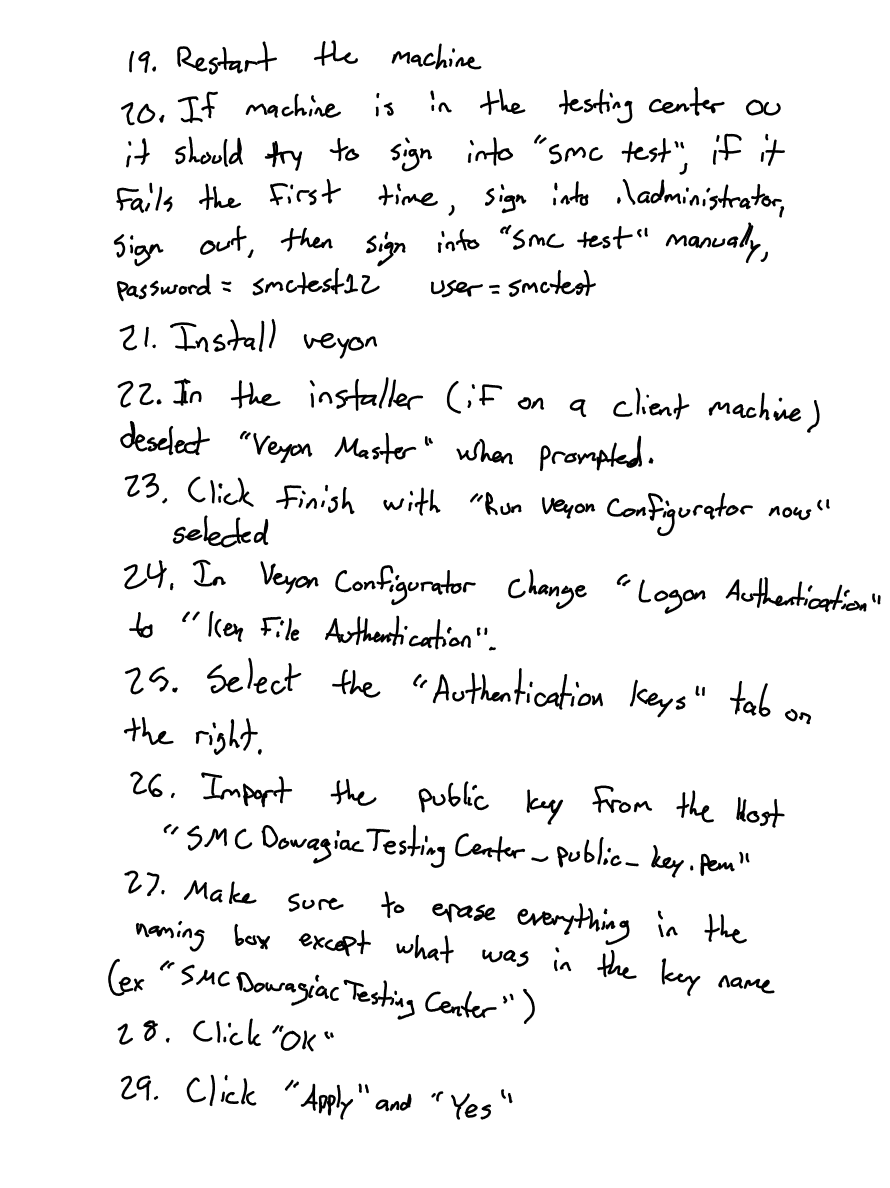 19. Restart the machine
20. If machine is in the testing center OU
it should try to sign into "smc test", if it
fails the first time, sign into .\administrator,
sign out, then sign into "smc test" manually,
password = smctest12 user = smctest
21. Install veyon
22. In the installer (if on a client machine)
deselect "Veyon Master" when prompted.
23. Click finish with "Run Veyon Configurator now"
selected
24. In Veyon Configurator change "Logon Authentication"
to "Key File Authentication".
25. Select the "Authentication keys" tab on
the right.
26. Import the public key from the Host
"SMC Dowagiac Testing Center_public_key.pem"
27. Make sure to erase everything in the
naming box except what was in the key name
(ex "SMC Dowagiac Testing Center")
28. Click "OK"
29. Click "Apply" and "Yes"